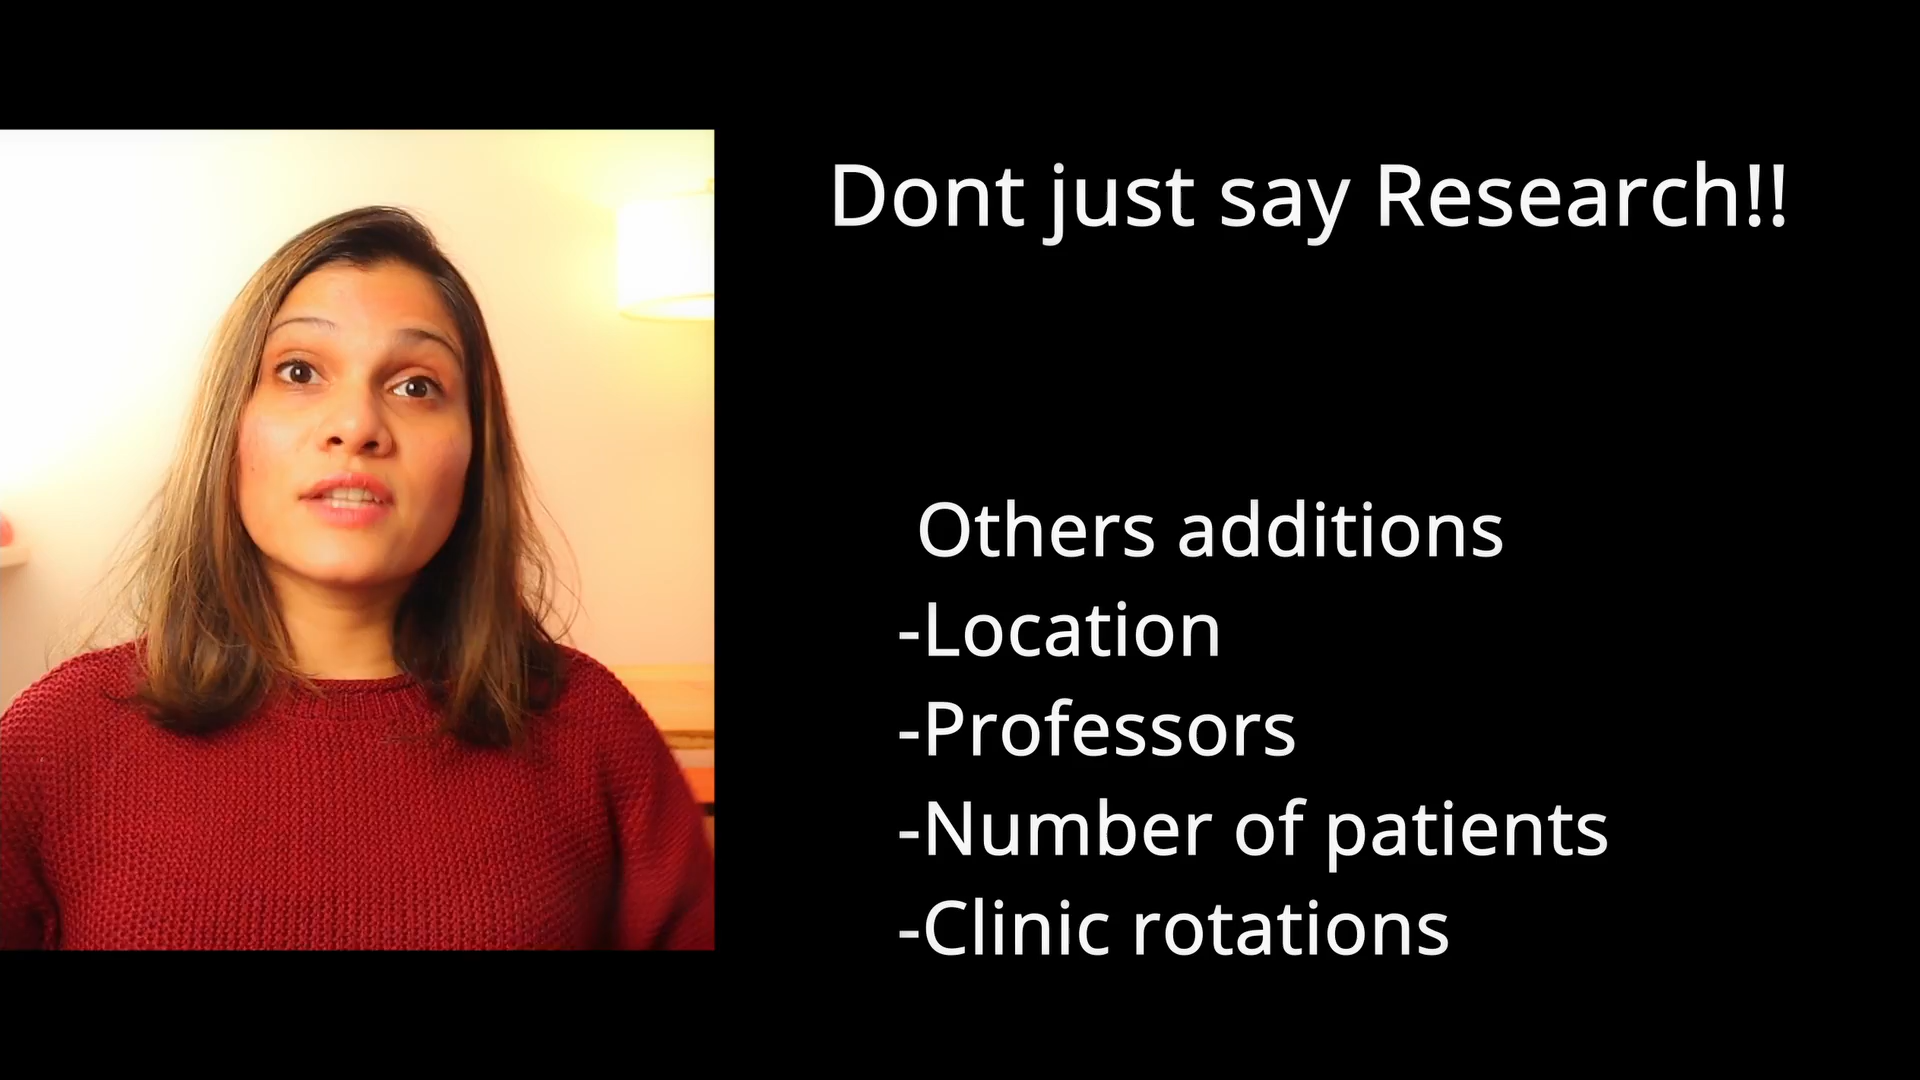 Dont just say Research!!
Others additions
-Location
-Professors
-Number of patients
-Clinic rotations